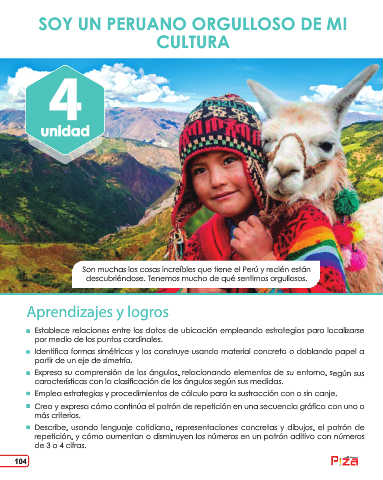 SOY UN PERUANO ORGULLOSO DE MI
CULTURA
4
unidad
Son muchas las cosas increíbles que tiene el Perú y recién están
descubriéndose. Tenemos mucho de qué sentirnos orgullosos.
Aprendizajes y logros
Establece relaciones entre los datos de ubicación empleando estrategias para localizarse
por medio de los puntos cardinales.
Identifica formas simétricas y las construye usando material concreto o doblando papel a
partir de un eje de simetría.
Expresa su comprensión de los ángulos, relacionando elementos de su entorno, según sus
características con la clasificación de los ángulos según sus medidas.
Emplea estrategias y procedimientos de cálculo para la sustracción con o sin canje.
Crea y expresa cómo continúa el patrón de repetición en una secuencia gráfica con uno o
más criterios.
Describe, usando lenguaje cotidiano, representaciones concretas y dibujos, el patrón de
repetición, y cómo aumentan o disminuyen los números en un patrón aditivo con números
de 3 a 4 cifras.
104